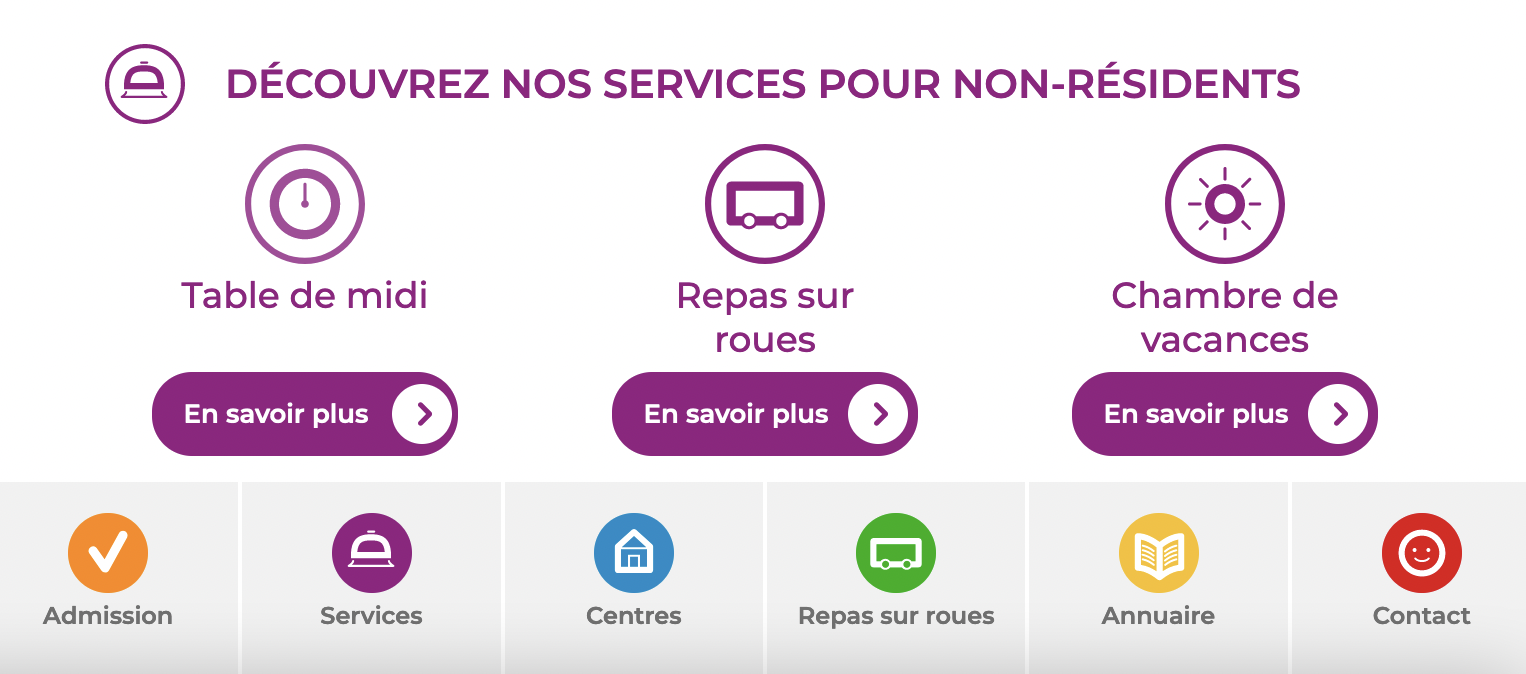 DÉCOUVREZ NOS SERVICES POUR NON-RÉSIDENTS
Table de midi
Repas sur
roues
Chambre de
vacances
En savoir plus
En savoir plus
En savoir plus
Admission
Services
Centres
Repas sur roues
Annuaire
Contact